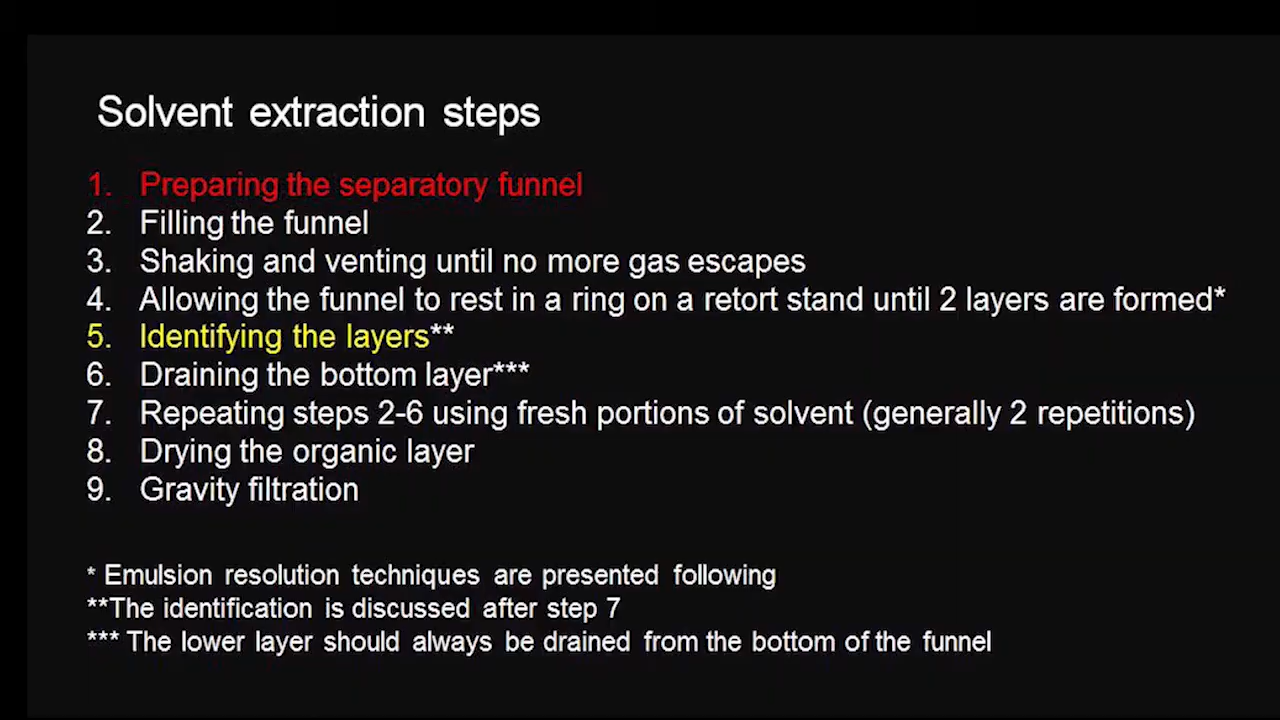 Solvent extraction steps
1. Preparing the separatory funnel
2. Filling the funnel
3. Shaking and venting until no more gas escapes
4. Allowing the funnel to rest in a ring on a retort stand until 2 layers are formed*
5. Identifying the layers**
6. Draining the bottom layer***
7. Repeating steps 2-6 using fresh portions of solvent (generally 2 repetitions)
8. Drying the organic layer
9. Gravity filtration
* Emulsion resolution techniques are presented following
**The identification is discussed after step 7
*** The lower layer should always be drained from the bottom of the funnel